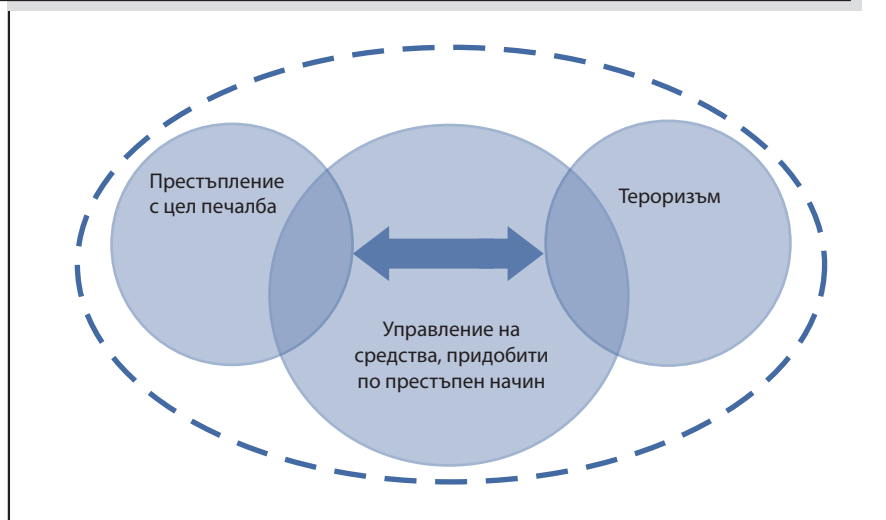 Престъпление
с цел печалба
Тероризъм
Управление на
средства, придобити
по престъпен начин